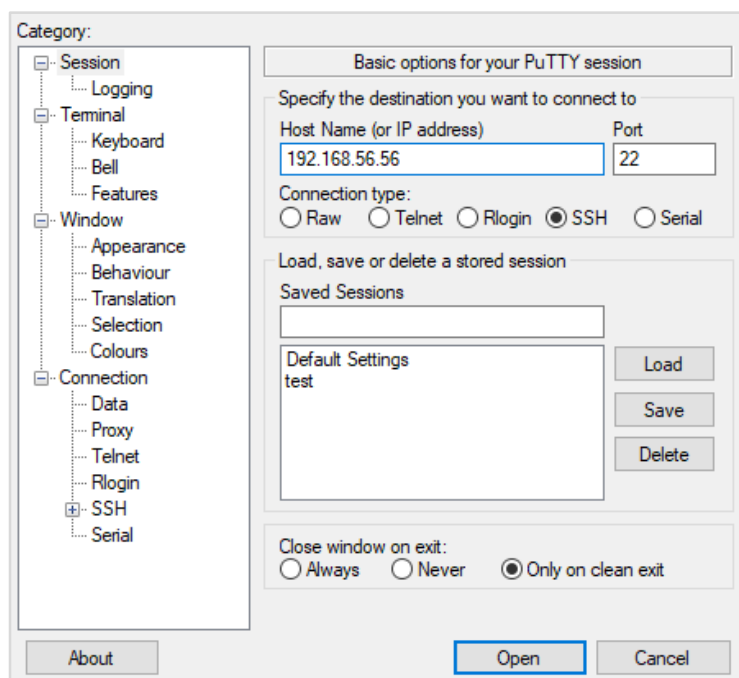 Category:
Session
Logging
Terminal
Keyboard
Bell
Features
Window
Appearance
Behaviour
Translation
Selection
Colours
Connection
Data
Proxy
Telnet
Rlogin
SSH
Serial
Basic options for your PuTTY session
Specify the destination you want to connect to
Host Name (or IP address) Port
192.168.56.56 22
Connection type:
Raw Telnet Rlogin SSH Serial
Load, save or delete a stored session
Saved Sessions
Default Settings
test
Load
Save
Delete
Close window on exit:
Always Never Only on clean exit
About Open Cancel